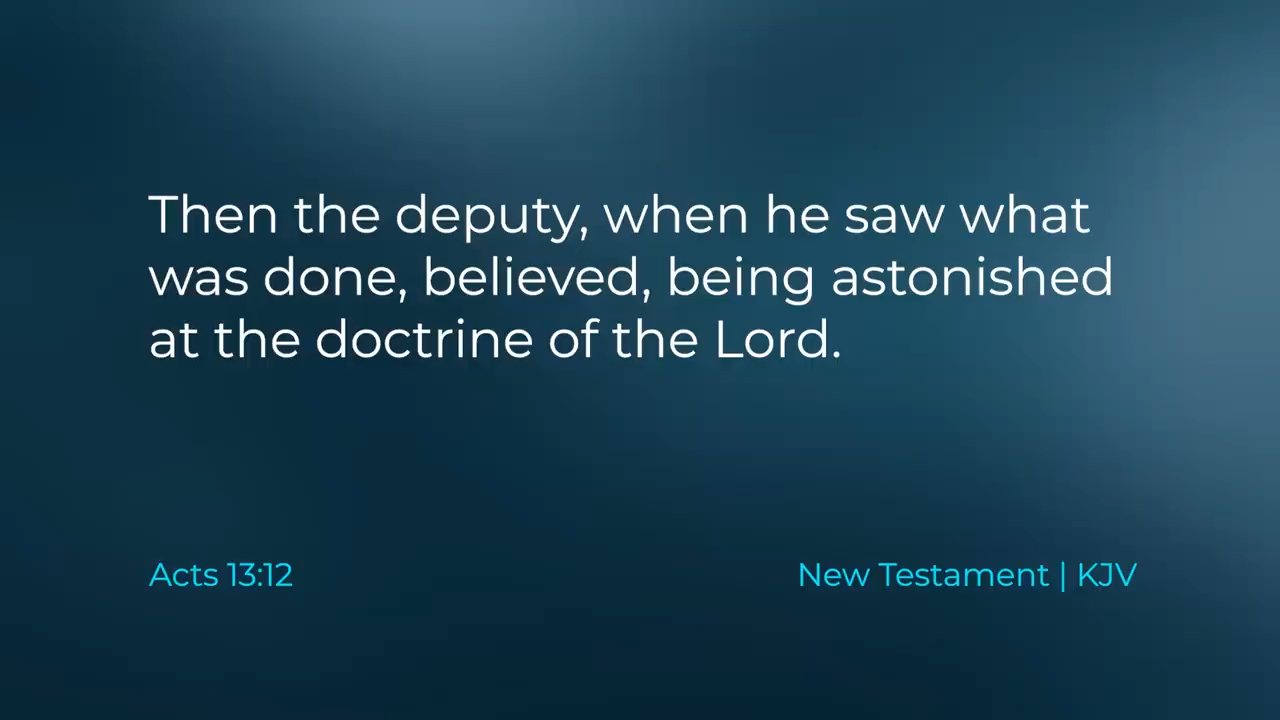 Then the deputy, when he saw what
was done, believed, being astonished
at the doctrine of the Lord.
Acts 13:12
New Testament | KJV